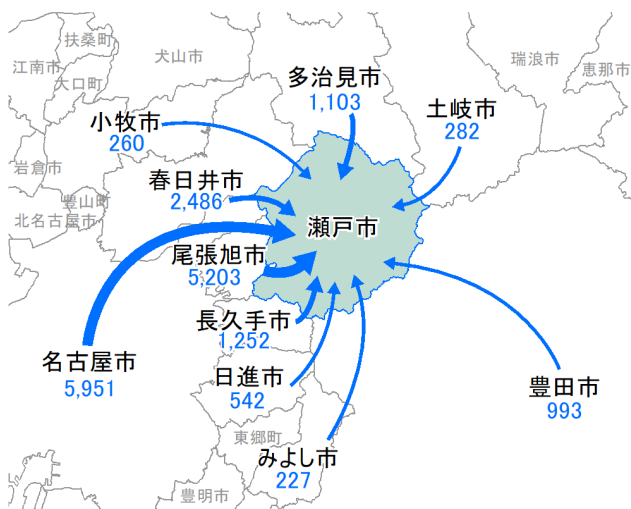 扶桑町
犬山市
瑞浪市
江南市
恵那市
大口町
多治見市
1,103
小牧市
260
土岐市
282
岩倉市
春日井市
2,486
豊山町
北名古屋市
瀬戸市
尾張旭市
5,203
長久手市
1,252
名古屋市
5,951
日進市
542
豊田市
993
東郷町
みよし市
227
豊明市